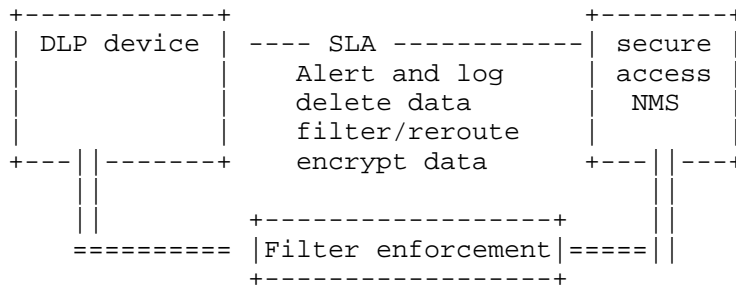 DLP device ---- SLA ------------ secure
Alert and log access
delete data NMS
filter/reroute
encrypt data
Filter enforcement